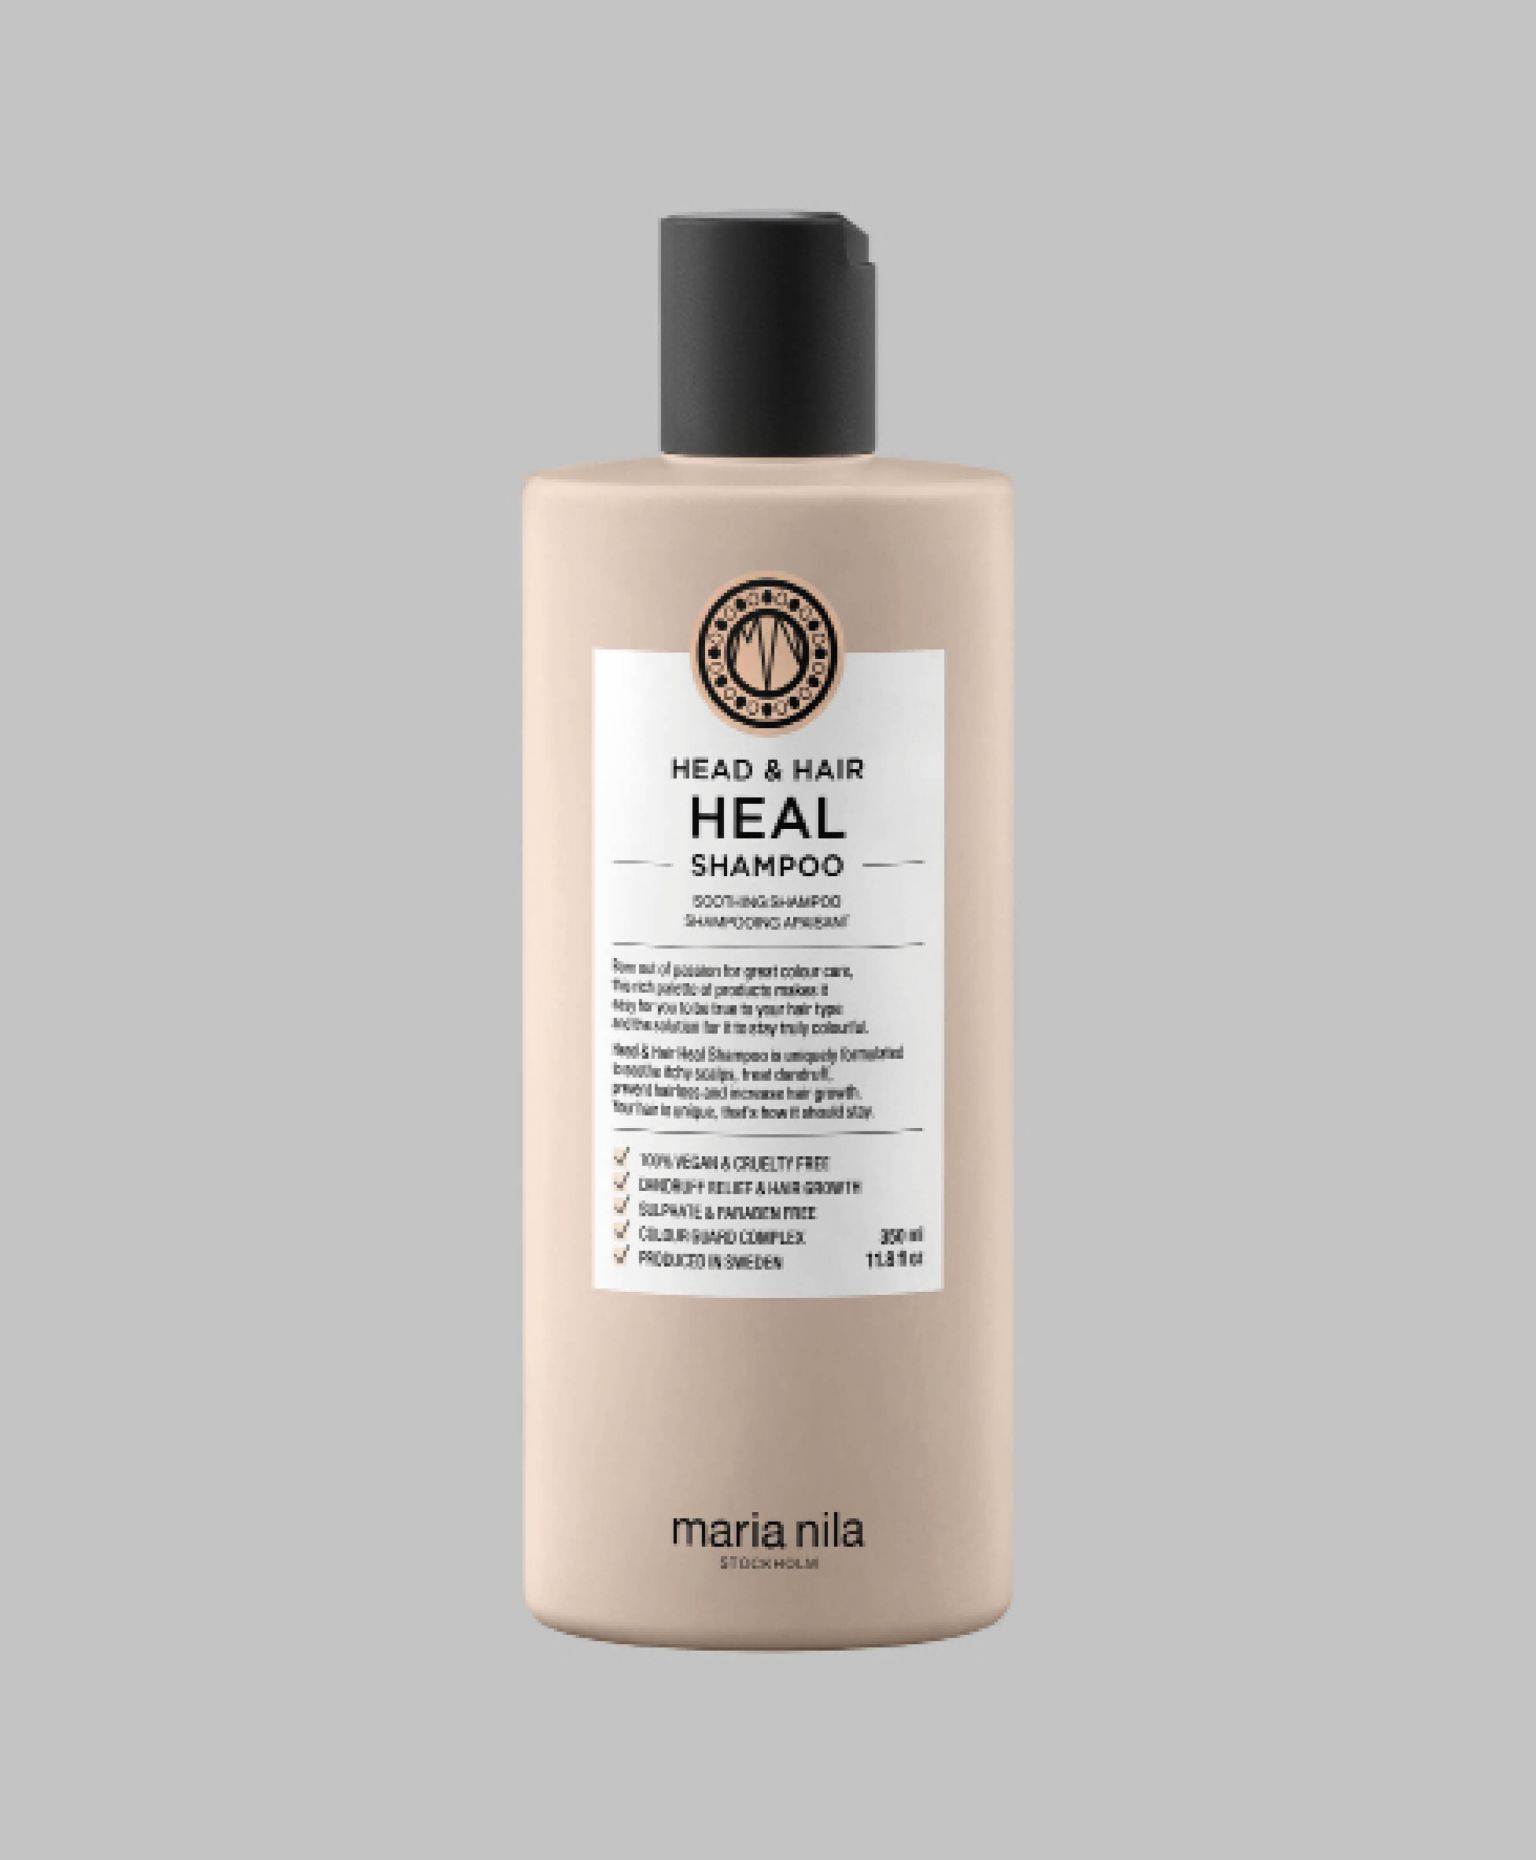 HEAD & HAIR
HEAL
SHAMPOO
SOOTHING SHAMPOO
SHAMPOOING APAISANT
Born out of passion for great colour care,
The rich palette of products makes it
easy for you to be true to your hair type
and the solution for it to stay truly colourful.
Head & Hair Heal Shampoo is uniquely formulated
to soothe itchy scalps, treat dandruff,
prevent hairloss and increase hair growth.
Your hair is unique, that's how it should stay.
100% VEGAN & CRUELTY FREE
DANDRUFF RELIEF & HAIR GROWTH
SULPHATE & PARABEN FREE
COLOUR GUARD COMPLEX 350 ml
PRODUCED IN SWEDEN 11.8 fl oz
maria nila
STOCKHOLM